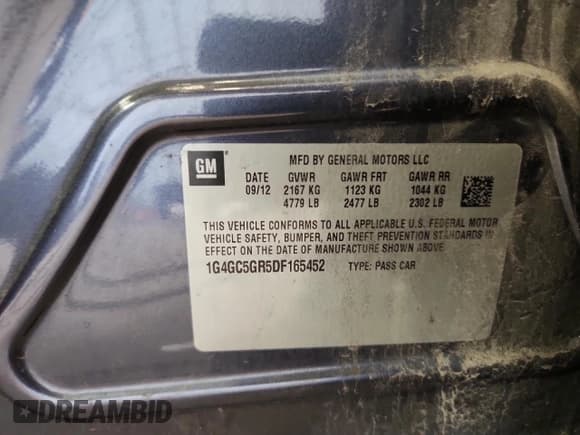 GM
MFD BY GENERAL MOTORS LLC
DATE GVWR GAWR FRT GAWR RR
09/12 2167 KG 1123 KG 1044 KG
4779 LB 2477 LB 2302 LB
THIS VEHICLE CONFORMS TO ALL APPLICABLE U.S. FEDERAL MOTOR
VEHICLE SAFETY, BUMPER, AND THEFT PREVENTION STANDARDS IN
EFFECT ON THE DATE OF MANUFACTURE SHOWN ABOVE.
1G4GC5GR5DF165452 TYPE: PASS CAR
DREAMBID